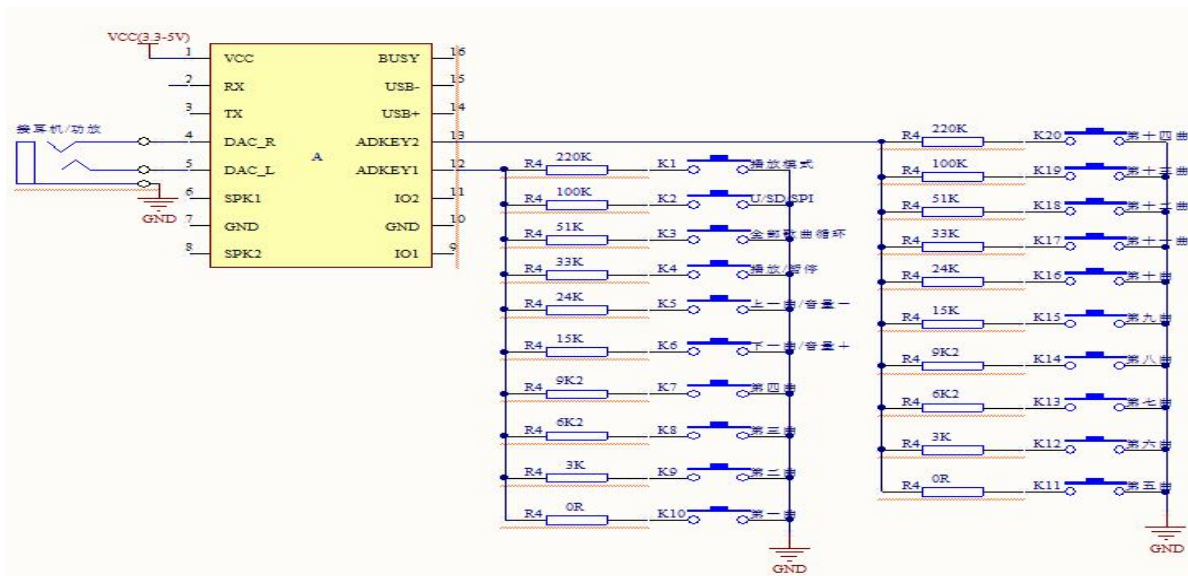 VCC(3.3-5V)
1 VCC BUSY 16
2 RX USB- 15
3 TX USB+ 14
接耳机/功放
4 DAC_R ADKEY2 13
5 DAC_L ADKEY1 12
6 SPK1 IO2 11
7 GND GND 10
8 SPK2 IO1 9
A
GND
R4 220K K1 播放模式
R4 100K K2 U/SD/SPI
R4 51K K3 全部歌曲循环
R4 33K K4 播放/暂停
R4 24K K5 上一曲/音量－
R4 15K K6 下一曲/音量＋
R4 9K2 K7 第四曲
R4 6K2 K8 第三曲
R4 3K K9 第二曲
R4 0R K10 第一曲
GND
R4 220K K20 第十四曲
R4 100K K19 第十三曲
R4 51K K18 第十二曲
R4 33K K17 第十一曲
R4 24K K16 第十曲
R4 15K K15 第九曲
R4 9K2 K14 第八曲
R4 6K2 K13 第七曲
R4 3K K12 第六曲
R4 0R K11 第五曲
GND